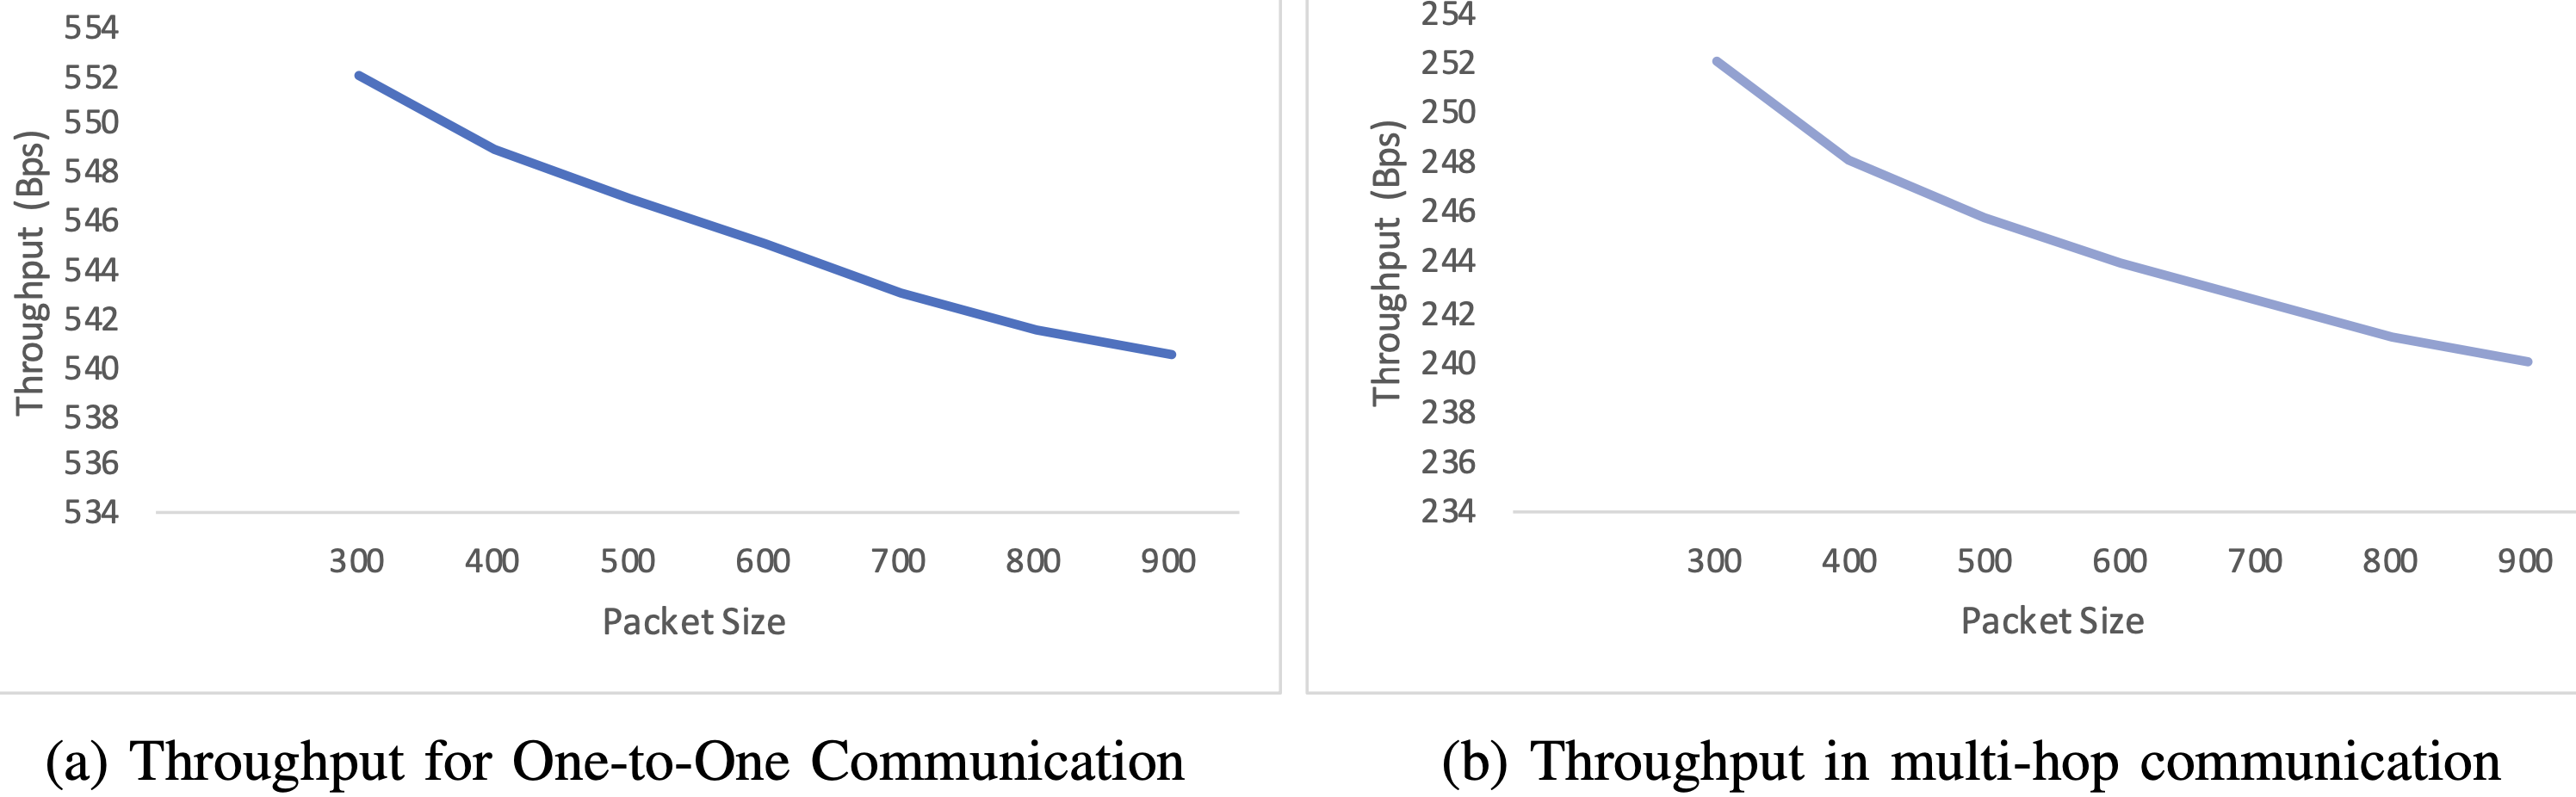 554
552
550
548
546
544
542
540
538
536
534
Throughput (Bps)
300 400 500 600 700 800 900
Packet Size
(a) Throughput for One-to-One Communication
254
252
250
248
246
244
242
240
238
236
234
Throughput (Bps)
300 400 500 600 700 800 900
Packet Size
(b) Throughput in multi-hop communication